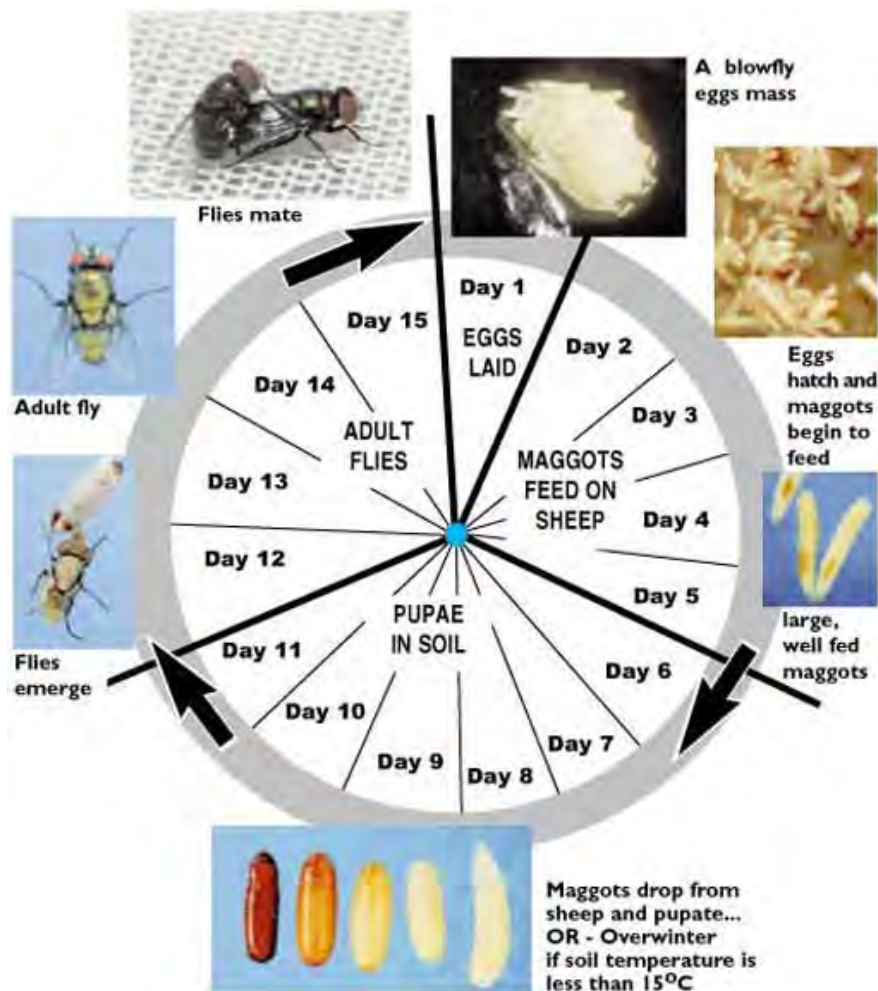 A blowfly
eggs mass
Flies mate
Day 1
EGGS
LAID
Day 2
Eggs
hatch and
maggots
begin to
feed
Day 3
MAGGOTS
FEED ON
SHEEP
Day 4
Day 5
large,
well fed
maggots
Day 6
Day 7
Day 8
Day 9
Day 10
Day 11
PUPAE
IN SOIL
Maggots drop from
sheep and pupate...
OR - Overwinter
if soil temperature is
less than 15°C
Flies
emerge
Day 12
Day 13
Adult fly
Day 14
ADULT
FLIES
Day 15